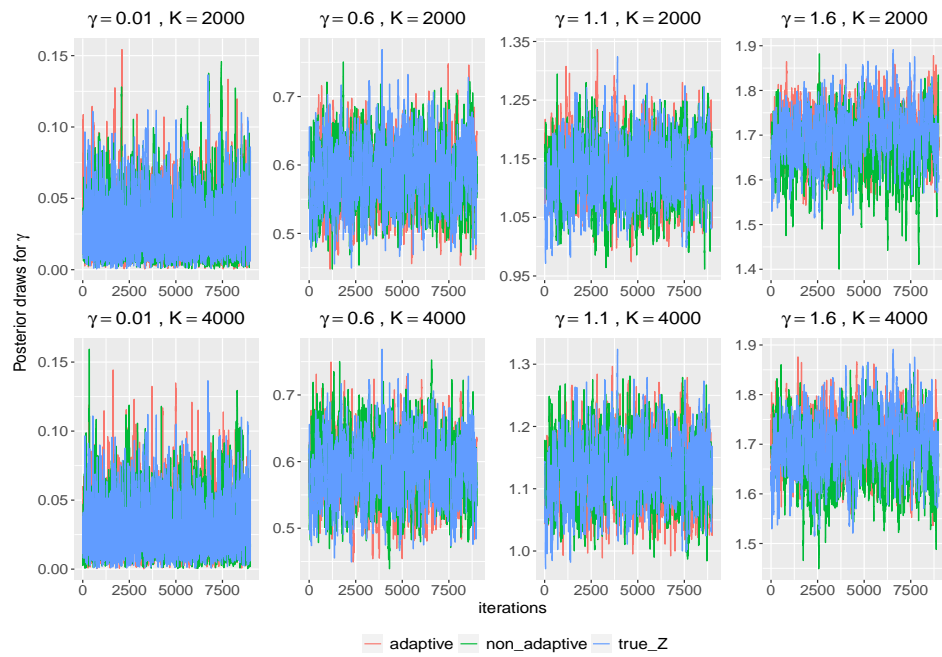 γ = 0.01 , K = 2000
γ = 0.6 , K = 2000
γ = 1.1 , K = 2000
γ = 1.6 , K = 2000
0.15
0.10
0.05
0.00
0.7
0.6
0.5
1.35
1.25
1.15
1.05
0.95
1.9
1.8
1.7
1.6
1.5
1.4
0 2500 5000 7500
0 2500 5000 7500
0 2500 5000 7500
0 2500 5000 7500
Posterior draws for γ
γ = 0.01 , K = 4000
γ = 0.6 , K = 4000
γ = 1.1 , K = 4000
γ = 1.6 , K = 4000
0.15
0.10
0.05
0.00
0.7
0.6
0.5
1.3
1.2
1.1
1.0
1.9
1.8
1.7
1.6
1.5
0 2500 5000 7500
0 2500 5000 7500
0 2500 5000 7500
0 2500 5000 7500
iterations
adaptive non_adaptive true_Z